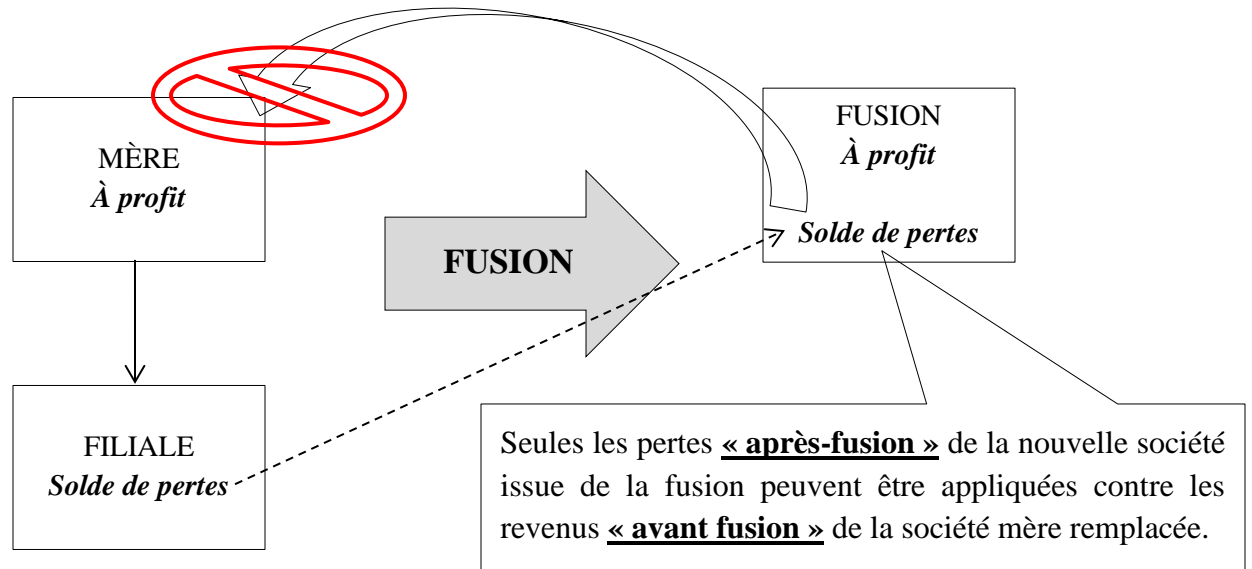 MÈRE
À profit
FUSION
FUSION
À profit
Solde de pertes
FILIALE
Solde de pertes
Seules les pertes « après-fusion » de la nouvelle société
issue de la fusion peuvent être appliquées contre les
revenus « avant fusion » de la société mère remplacée.